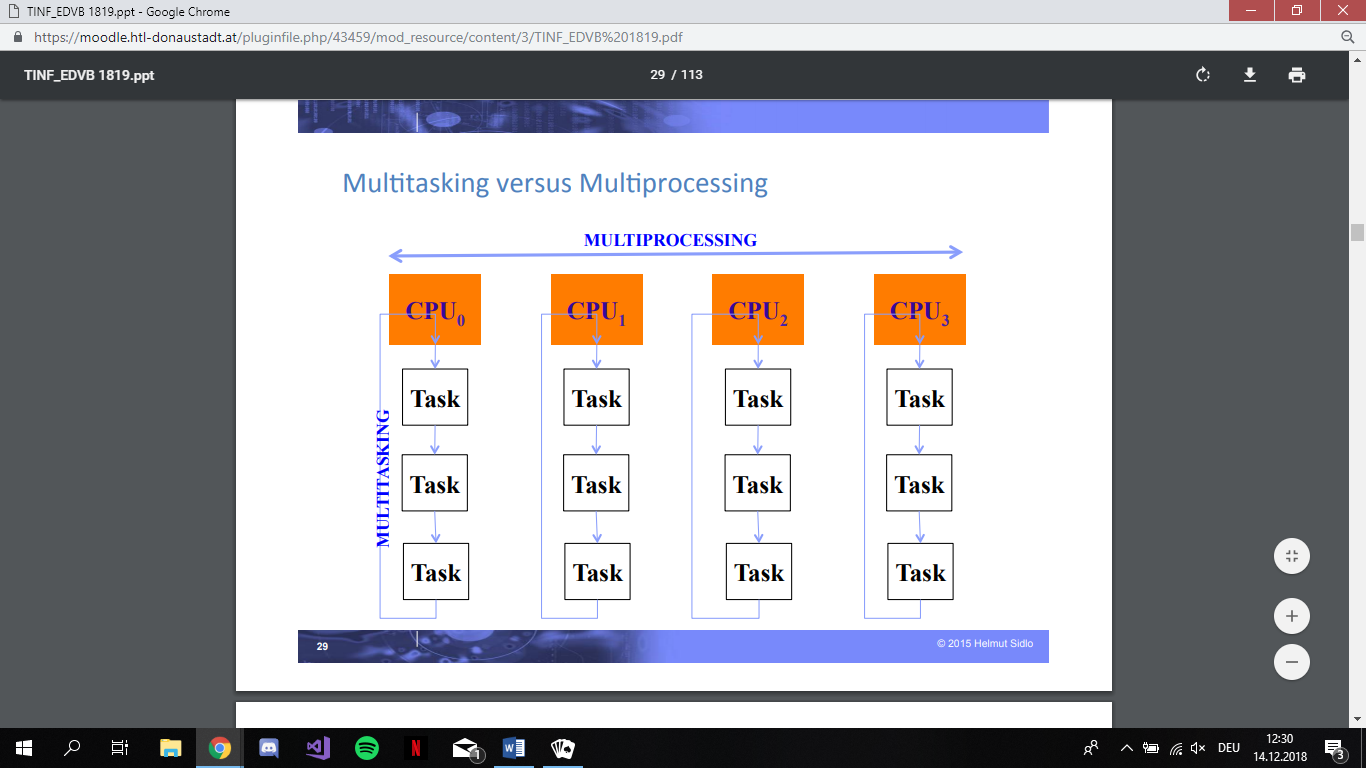 TINF_EDVB 1819.ppt - Google Chrome
https://moodle.htl-donaustadt.at/pluginfile.php/43459/mod_resource/content/3/TINF_EDVB%201819.pdf
TINF_EDVB 1819.ppt
29 / 113
Multitasking versus Multiprocessing
MULTIPROCESSING
CPU0 CPU1 CPU2 CPU3
Task Task Task Task
MULTITASKING
Task Task Task Task
Task Task Task Task
29
© 2015 Helmut Sidlo
1
DEU
12:30
14.12.2018
3